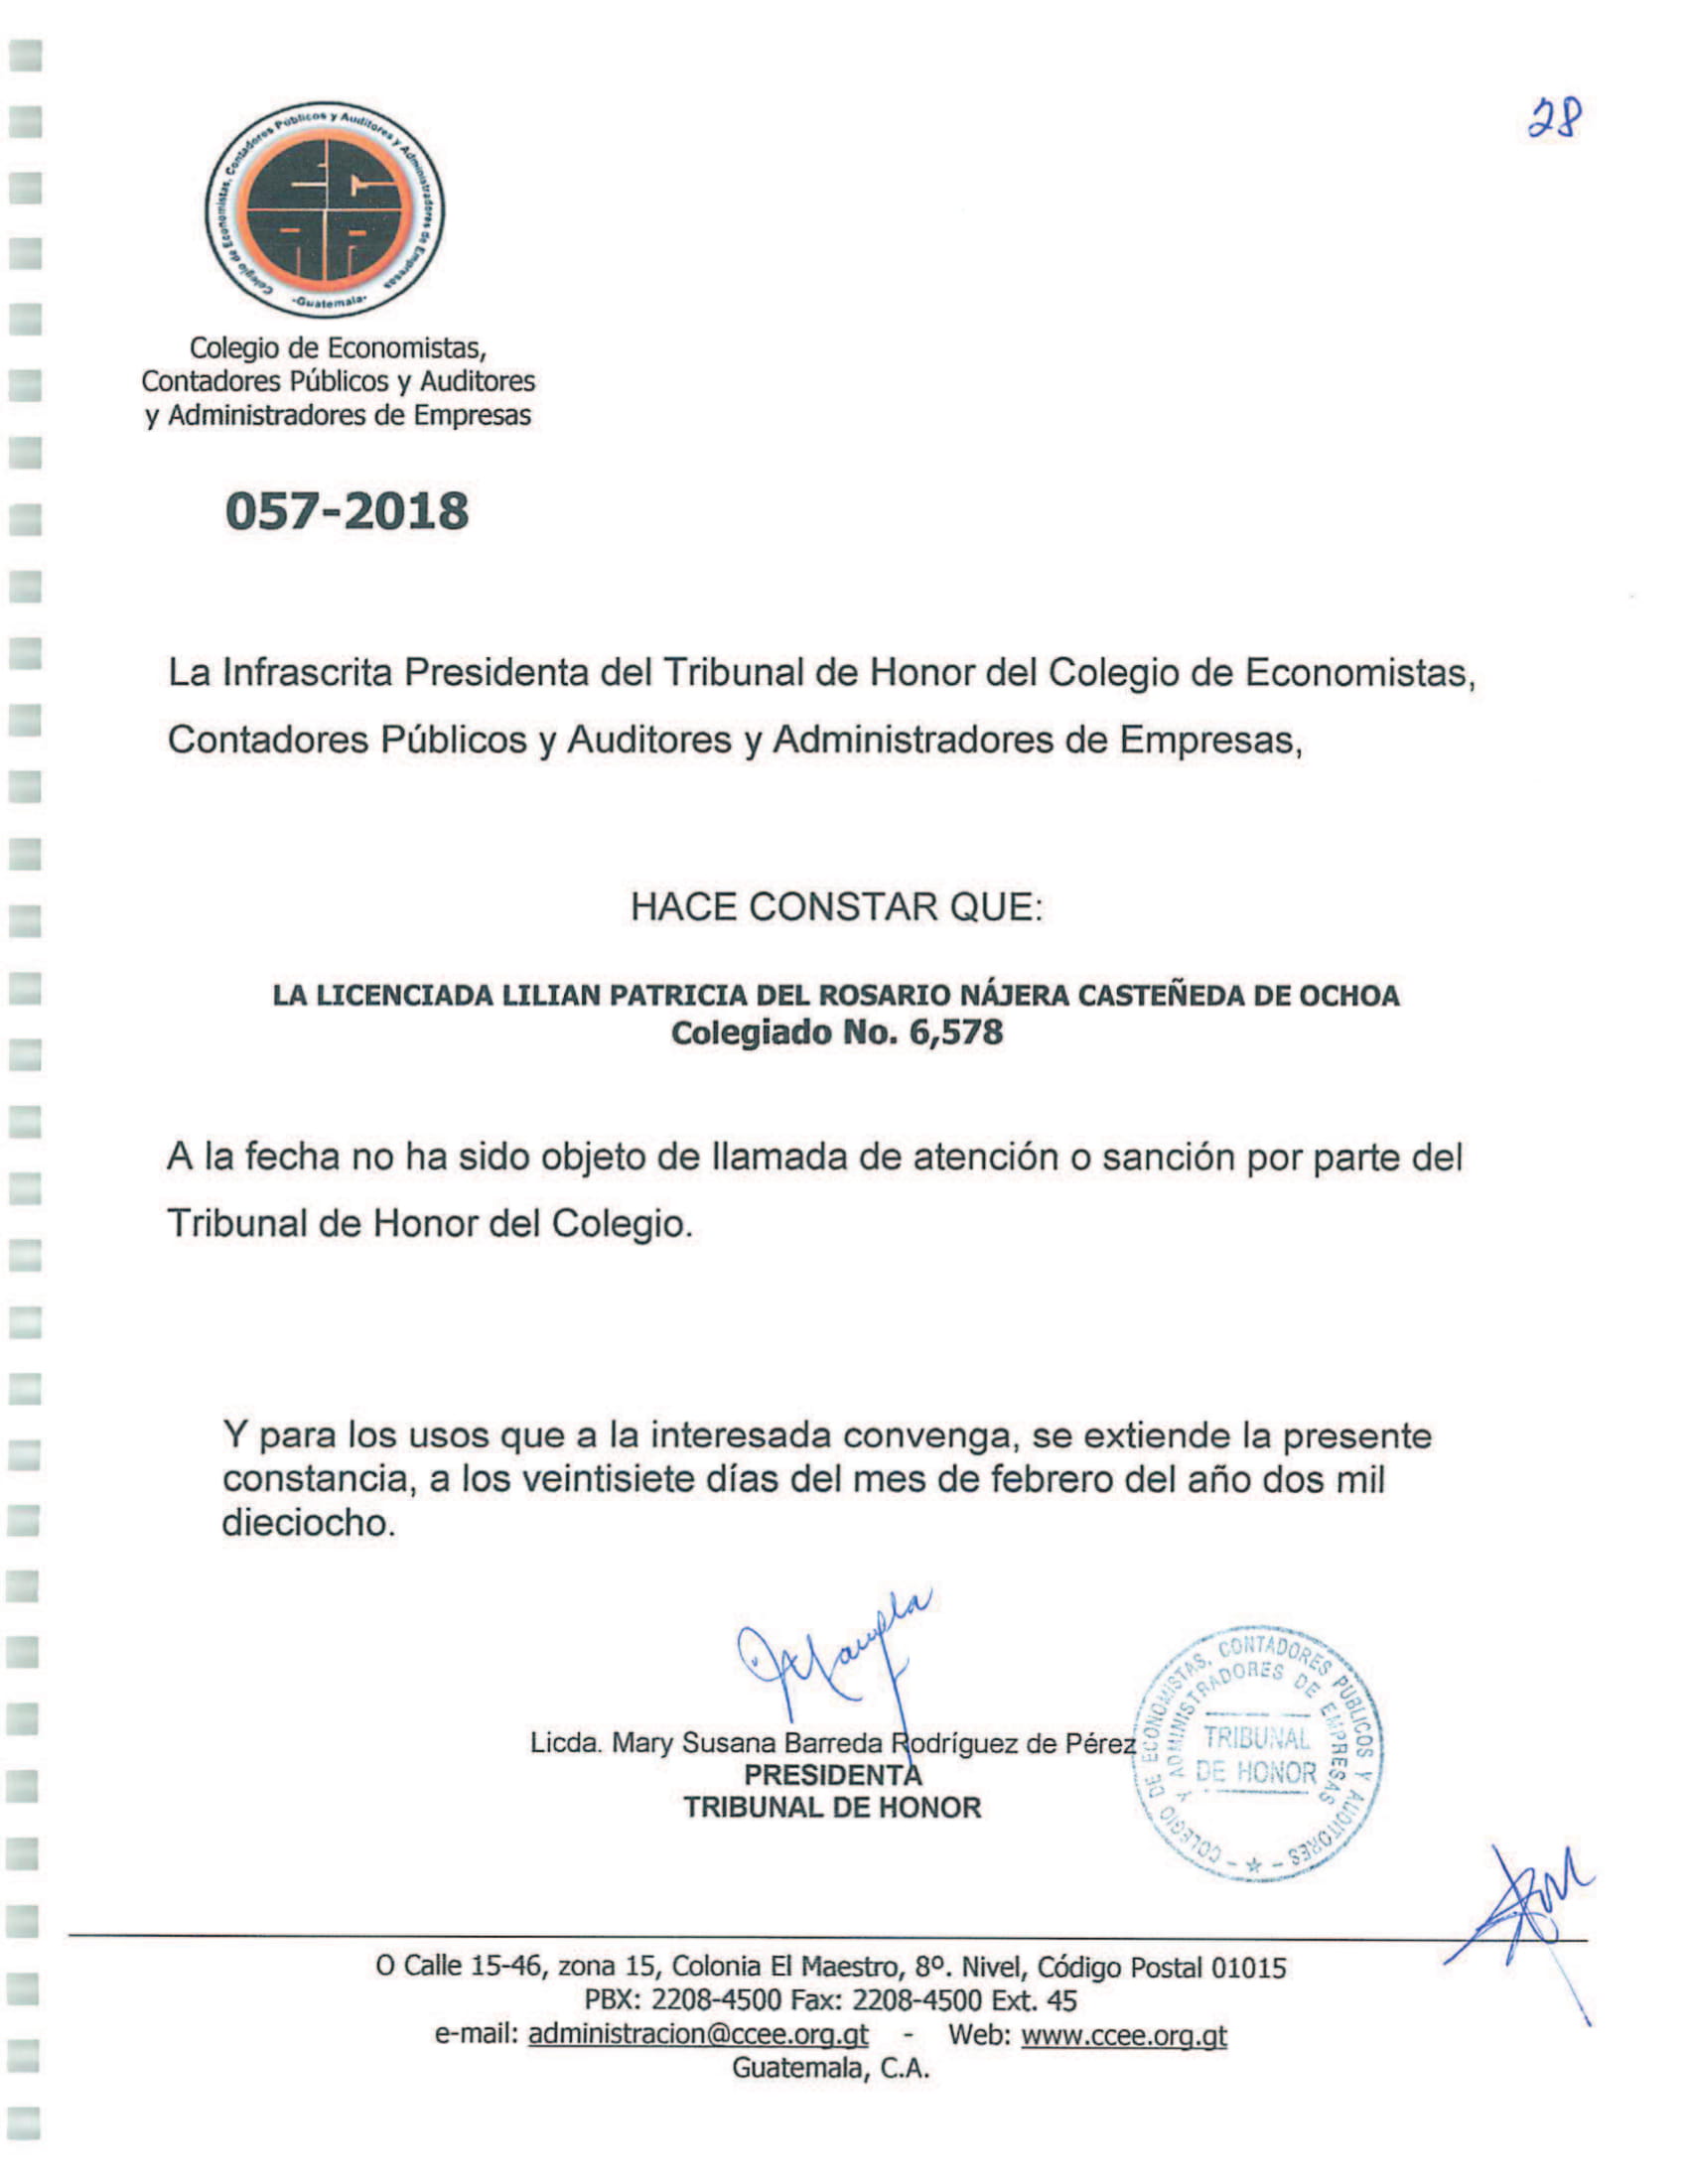 28
Colegio de Economistas, Contadores Públicos y Auditores y Administradores de Empresas
-Guatemala-
Colegio de Economistas,
Contadores Públicos y Auditores
y Administradores de Empresas
057-2018
La Infrascrita Presidenta del Tribunal de Honor del Colegio de Economistas,
Contadores Públicos y Auditores y Administradores de Empresas,
HACE CONSTAR QUE:
LA LICENCIADA LILIAN PATRICIA DEL ROSARIO NÁJERA CASTEÑEDA DE OCHOA
Colegiado No. 6,578
A la fecha no ha sido objeto de llamada de atención o sanción por parte del
Tribunal de Honor del Colegio.
Y para los usos que a la interesada convenga, se extiende la presente
constancia, a los veintisiete días del mes de febrero del año dos mil
dieciocho.
Licda. Mary Susana Barreda Rodríguez de Pérez
PRESIDENTA
TRIBUNAL DE HONOR
COLEGIO DE ECONOMISTAS, CONTADORES PUBLICOS Y AUDITORES
Y ADMINISTRADORES DE EMPRESAS
TRIBUNAL
DE HONOR
O Calle 15-46, zona 15, Colonia El Maestro, 8º. Nivel, Código Postal 01015
PBX: 2208-4500 Fax: 2208-4500 Ext. 45
e-mail: administracion@ccee.org.gt - Web: www.ccee.org.gt
Guatemala, C.A.